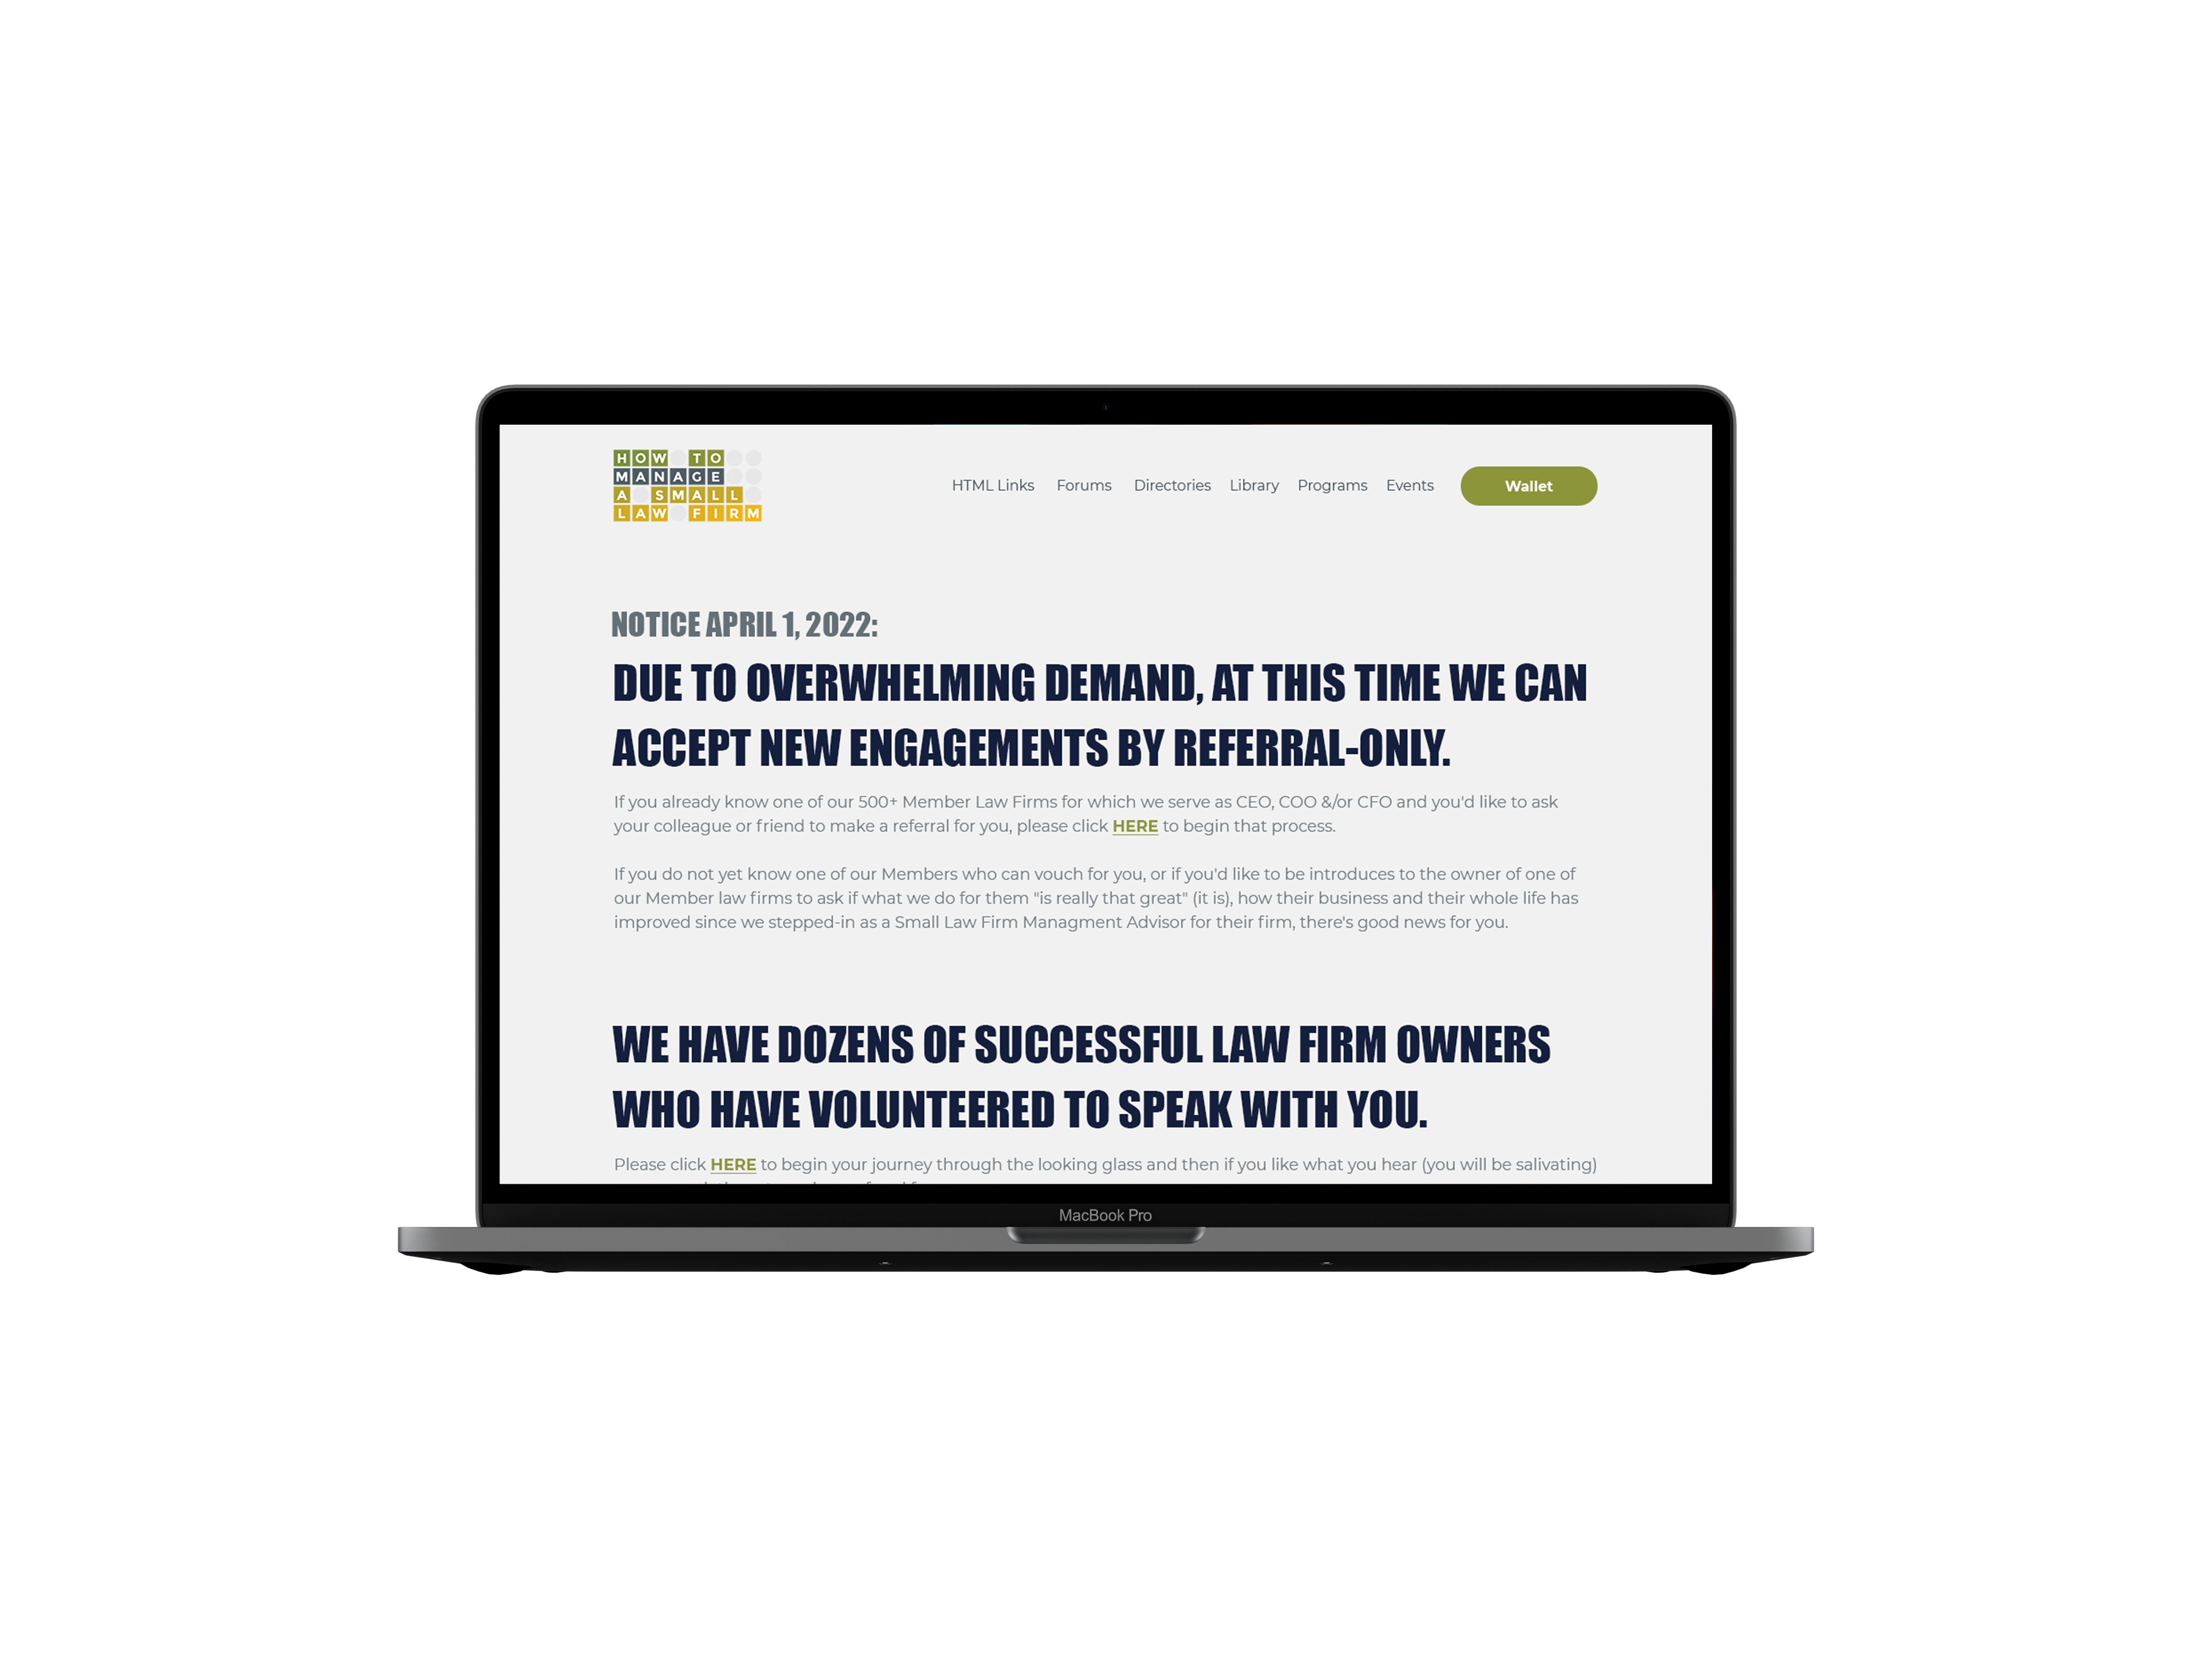 HOW TO
MANAGE
A SMALL
LAW FIRM
HTML Links Forums Directories Library Programs Events Wallet
NOTICE APRIL 1, 2022:
DUE TO OVERWHELMING DEMAND, AT THIS TIME WE CAN
ACCEPT NEW ENGAGEMENTS BY REFERRAL-ONLY.
If you already know one of our 500+ Member Law Firms for which we serve as CEO, COO &/or CFO and you'd like to ask
your colleague or friend to make a referral for you, please click HERE to begin that process.
If you do not yet know one of our Members who can vouch for you, or if you'd like to be introduces to the owner of one of
our Member law firms to ask if what we do for them "is really that great" (it is), how their business and their whole life has
improved since we stepped-in as a Small Law Firm Managment Advisor for their firm, there's good news for you.
WE HAVE DOZENS OF SUCCESSFUL LAW FIRM OWNERS
WHO HAVE VOLUNTEERED TO SPEAK WITH YOU.
Please click HERE to begin your journey through the looking glass and then if you like what you hear (you will be salivating)
MacBook Pro